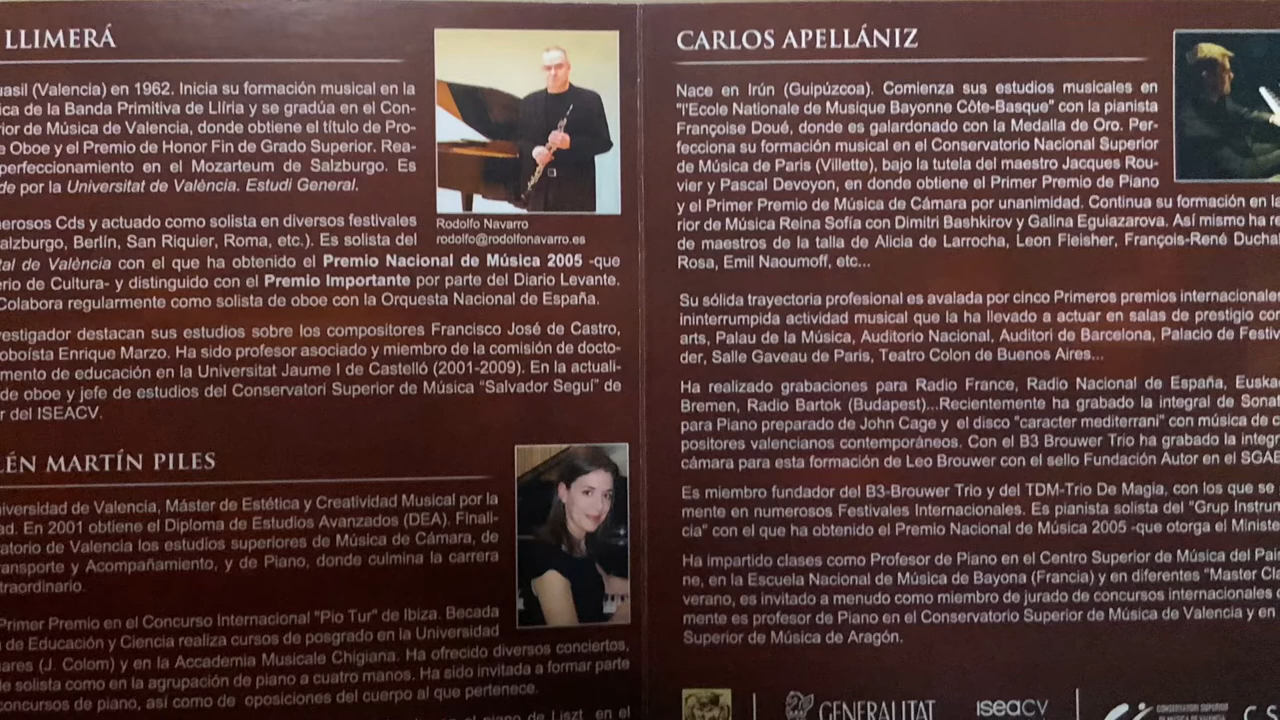 LLIMERÁ
uasil (Valencia) en 1962. Inicia su formación musical en la
ica de la Banda Primitiva de Llíria y se gradúa en el Con-
rior de Música de Valencia, donde obtiene el título de Pro-
e Oboe y el Premio de Honor Fin de Grado Superior. Rea-
perfeccionamiento en el Mozarteum de Salzburgo. Es
de por la Universitat de València. Estudi General.
Rodolfo Navarro
rodolfo@rodolfonavarro.es
nerosos Cds y actuado como solista en diversos festivales
alzburgo, Berlín, San Riquier, Roma, etc.). Es solista del
tal de València con el que ha obtenido el Premio Nacional de Música 2005 -que
erio de Cultura- y distinguido con el Premio Importante por parte del Diario Levante.
Colabora regularmente como solista de oboe con la Orquesta Nacional de España.
vestigador destacan sus estudios sobre los compositores Francisco José de Castro,
oboísta Enrique Marzo. Ha sido profesor asociado y miembro de la comisión de docto-
mento de educación en la Universitat Jaume I de Castelló (2001-2009). En la actuali-
de oboe y jefe de estudios del Conservatori Superior de Música “Salvador Seguí” de
r del ISEACV.
LÉN MARTÍN PILES
niversidad de Valencia, Máster de Estética y Creatividad Musical por la
ad. En 2001 obtiene el Diploma de Estudios Avanzados (DEA). Finali-
atorio de Valencia los estudios superiores de Música de Cámara, de
ransporte y Acompañamiento, y de Piano, donde culmina la carrera
traordinario.
Primer Premio en el Concurso Internacional "Pio Tur" de Ibiza. Becada
de Educación y Ciencia realiza cursos de posgrado en la Universidad
ares (J. Colom) y en la Accademia Musicale Chigiana. Ha ofrecido diversos conciertos,
de solista como en la agrupación de piano a cuatro manos. Ha sido invitada a formar parte
concursos de piano, así como de oposiciones del cuerpo al que pertenece.
piano de Liszt en el
CARLOS APELLÁNIZ
Nace en Irún (Guipúzcoa). Comienza sus estudios musicales en
"l'Ecole Nationale de Musique Bayonne Côte-Basque" con la pianista
Françoise Doué, donde es galardonado con la Medalla de Oro. Per-
fecciona su formación musical en el Conservatorio Nacional Superior
de Música de Paris (Villette), bajo la tutela del maestro Jacques Rou-
vier y Pascal Devoyon, en donde obtiene el Primer Premio de Piano
y el Primer Premio de Música de Cámara por unanimidad. Continua su formación en la
rior de Música Reina Sofía con Dimitri Bashkirov y Galina Eguiazarova. Así mismo ha re
de maestros de la talla de Alicia de Larrocha, Leon Fleisher, François-René Ducha
Rosa, Emil Naoumoff, etc...
Su sólida trayectoria profesional es avalada por cinco Primeros premios internacionale
ininterrumpida actividad musical que la ha llevado a actuar en salas de prestigio con
arts, Palau de la Música, Auditorio Nacional, Auditori de Barcelona, Palacio de Festiv
der, Salle Gaveau de Paris, Teatro Colon de Buenos Aires...
Ha realizado grabaciones para Radio France, Radio Nacional de España, Euska
Bremen, Radio Bartok (Budapest)...Recientemente ha grabado la integral de Sonat
para Piano preparado de John Cage y el disco "caracter mediterrani" con música de c
positores valencianos contemporáneos. Con el B3 Brouwer Trio ha grabado la integr
cámara para esta formación de Leo Brouwer con el sello Fundación Autor en el SGAE
Es miembro fundador del B3-Brouwer Trio y del TDM-Trio De Magia, con los que se
mente en numerosos Festivales Internacionales. Es pianista solista del "Grup Instrun
cia" con el que ha obtenido el Premio Nacional de Música 2005 -que otorga el Ministe
Ha impartido clases como Profesor de Piano en el Centro Superior de Música del País
ne, en la Escuela Nacional de Música de Bayona (Francia) y en diferentes "Master Cla
verano, es invitado a menudo como miembro de jurado de concursos internacionales d
mente es profesor de Piano en el Conservatorio Superior de Música de Valencia y en
Superior de Música de Aragón.
GENERALITAT
iseacv
CONSERVATORI SUPERIOR
DE MÚSICA DE VALENCIA